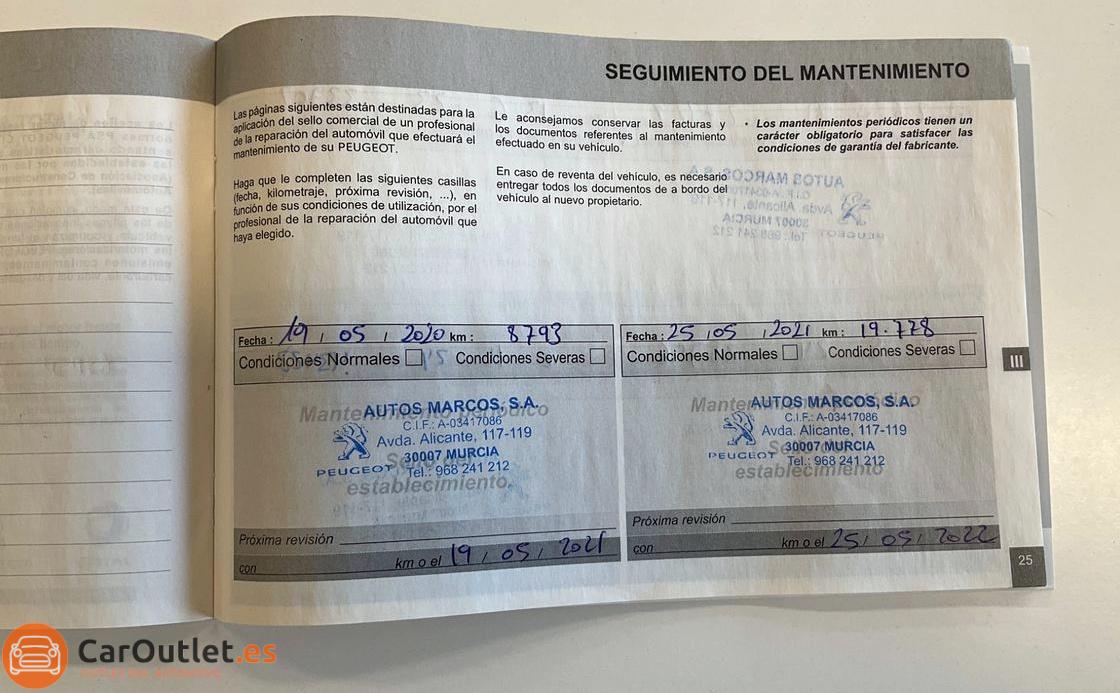 SEGUIMIENTO DEL MANTENIMIENTO
Las páginas siguientes están destinadas para la
aplicación del sello comercial de un profesional
de la reparación del automóvil que efectuará el
mantenimiento de su PEUGEOT.
Haga que le completen las siguientes casillas
(fecha, kilometraje, próxima revisión, ...), en
función de sus condiciones de utilización, por el
profesional de la reparación del automóvil que
haya elegido.
Le aconsejamos conservar las facturas y
los documentos referentes al mantenimiento
efectuado en su vehículo.
En caso de reventa del vehículo, es necesario
entregar todos los documentos de a bordo del
vehículo al nuevo propietario.
• Los mantenimientos periódicos tienen un
carácter obligatorio para satisfacer las
condiciones de garantía del fabricante.
Fecha : 19 / 05 / 2020 km : 8793
Condiciones Normales Condiciones Severas
Mantenimiento periódico
AUTOS MARCOS, S.A.
C.I.F.: A-03417086
Avda. Alicante, 117-119
30007 MURCIA
PEUGEOT Tel.: 968 241 212
Sello del
establecimiento
Próxima revisión
con km o el 19 / 05 / 2021
Fecha : 25 / 05 / 2021 km : 19.778
Condiciones Normales Condiciones Severas
Mantenimiento periódico
AUTOS MARCOS, S.A.
C.I.F.: A-03417086
Avda. Alicante, 117-119
30007 MURCIA
PEUGEOT Tel.: 968 241 212
establecimiento
Próxima revisión
con km o el 25 / 05 / 2022
III
25
CarOutlet.es